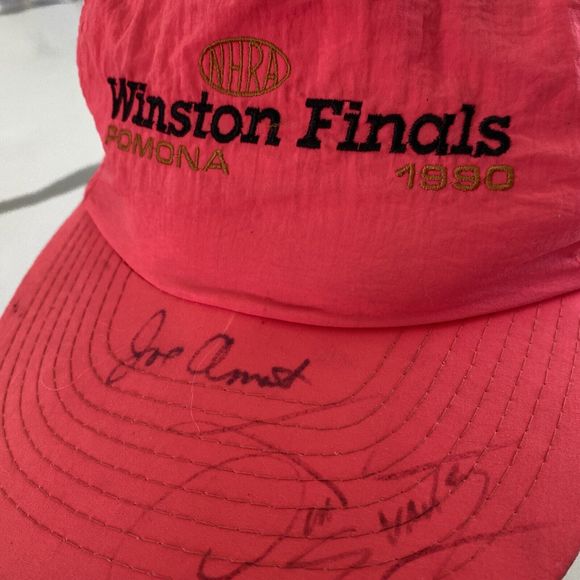 NHRA
Winston Finals
POMONA 1990
Joe Amato